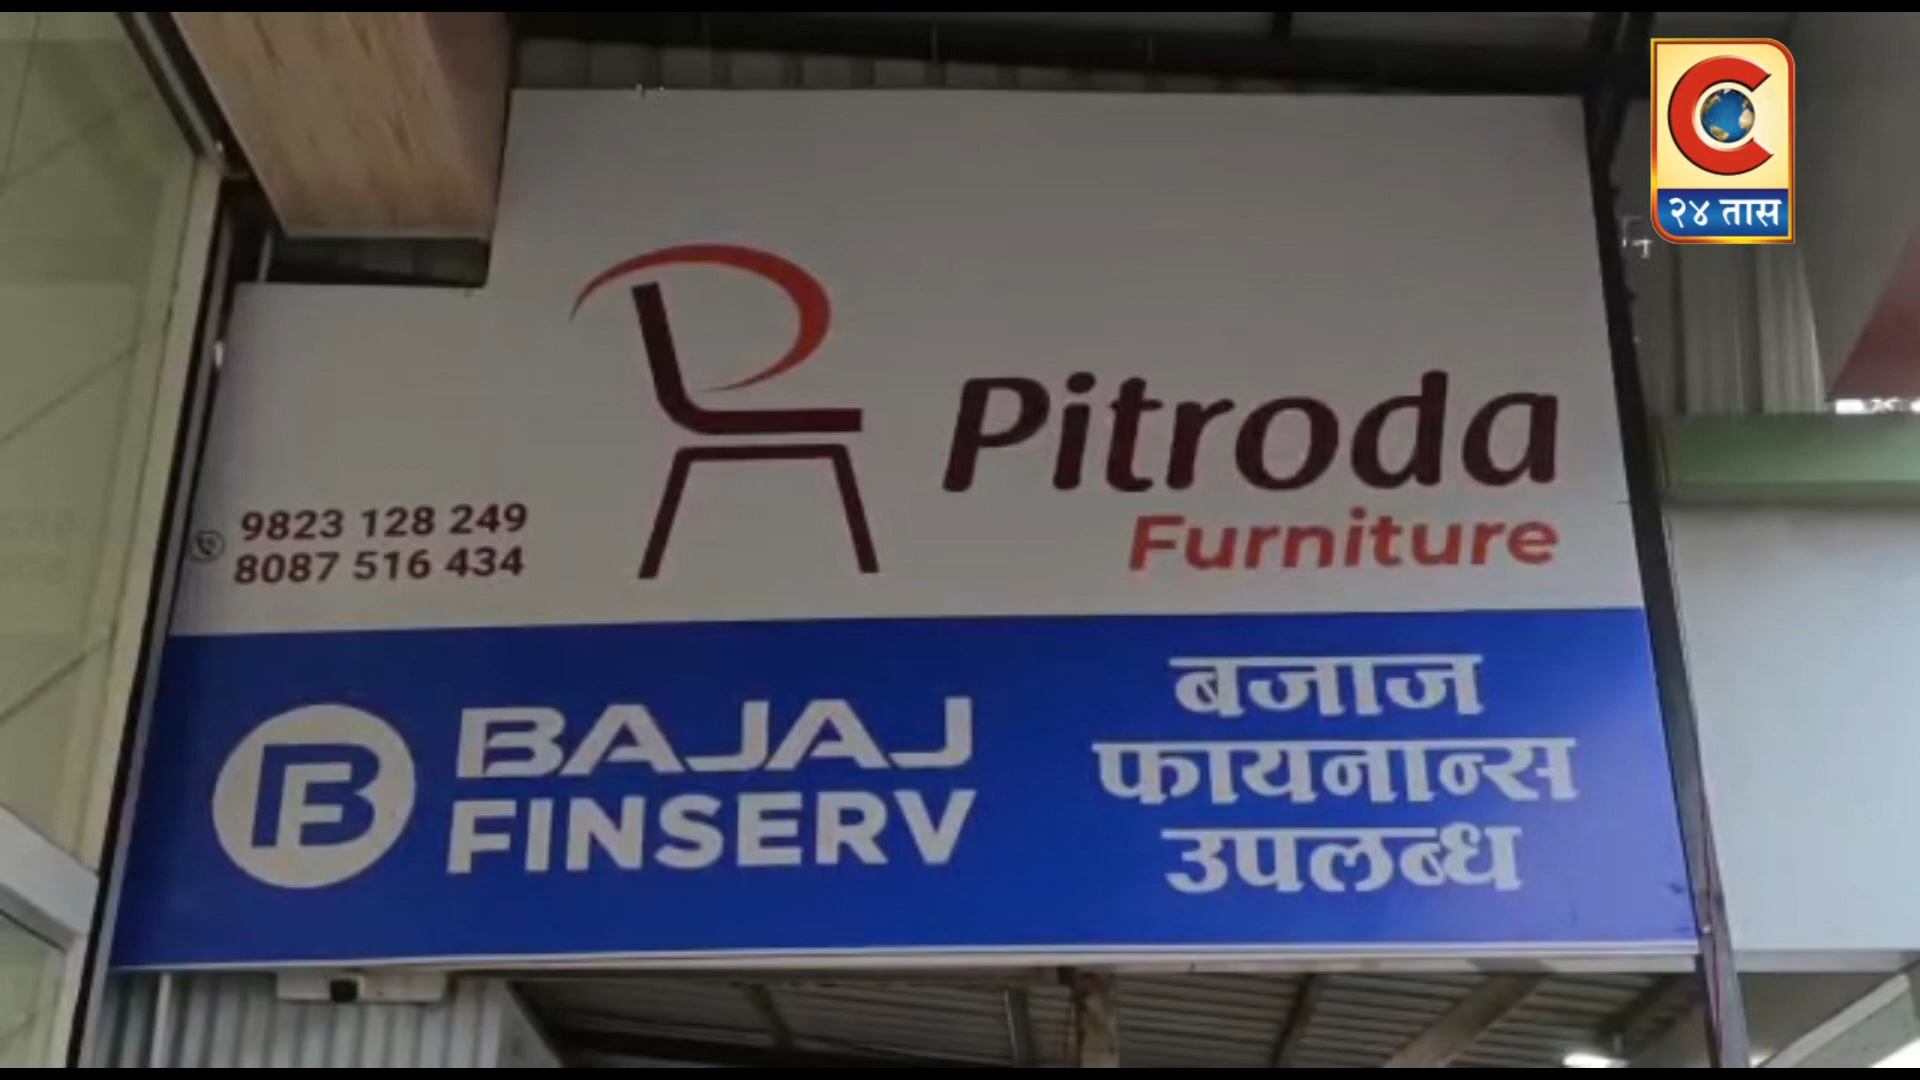 C
२४ तास
Pitroda
Furniture
9823 128 249
8087 516 434
BAJAJ
FINSERV
बजाज
फायनान्स
उपलब्ध